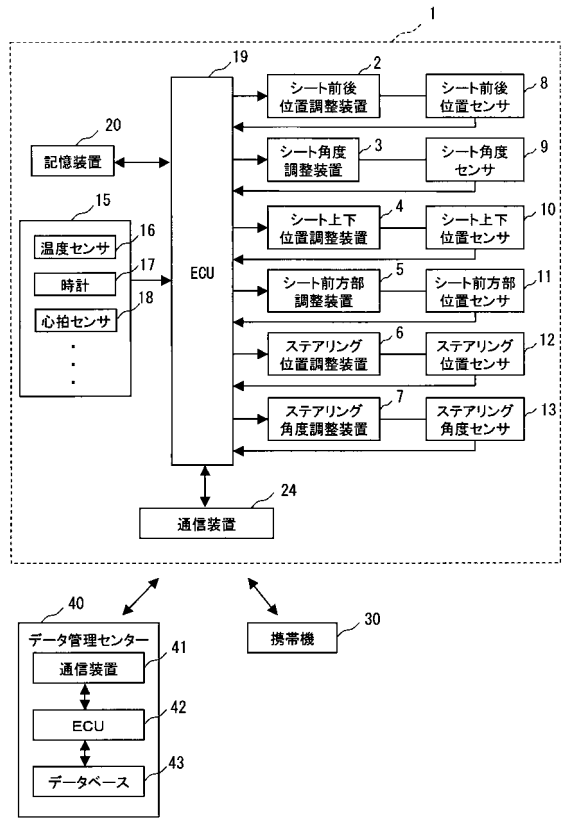 1
19
2
8
シート前後
位置調整装置
シート前後
位置センサ
20
記憶装置
3
9
シート角度
調整装置
シート角度
センサ
15
温度センサ
16
時計
17
心拍センサ
18
・
・
・
ECU
4
10
シート上下
位置調整装置
シート上下
位置センサ
5
11
シート前方部
調整装置
シート前方部
位置センサ
6
12
ステアリング
位置調整装置
ステアリング
位置センサ
7
13
ステアリング
角度調整装置
ステアリング
角度センサ
24
通信装置
40
データ管理センター
通信装置
41
ECU
42
データベース
43
携帯機
30